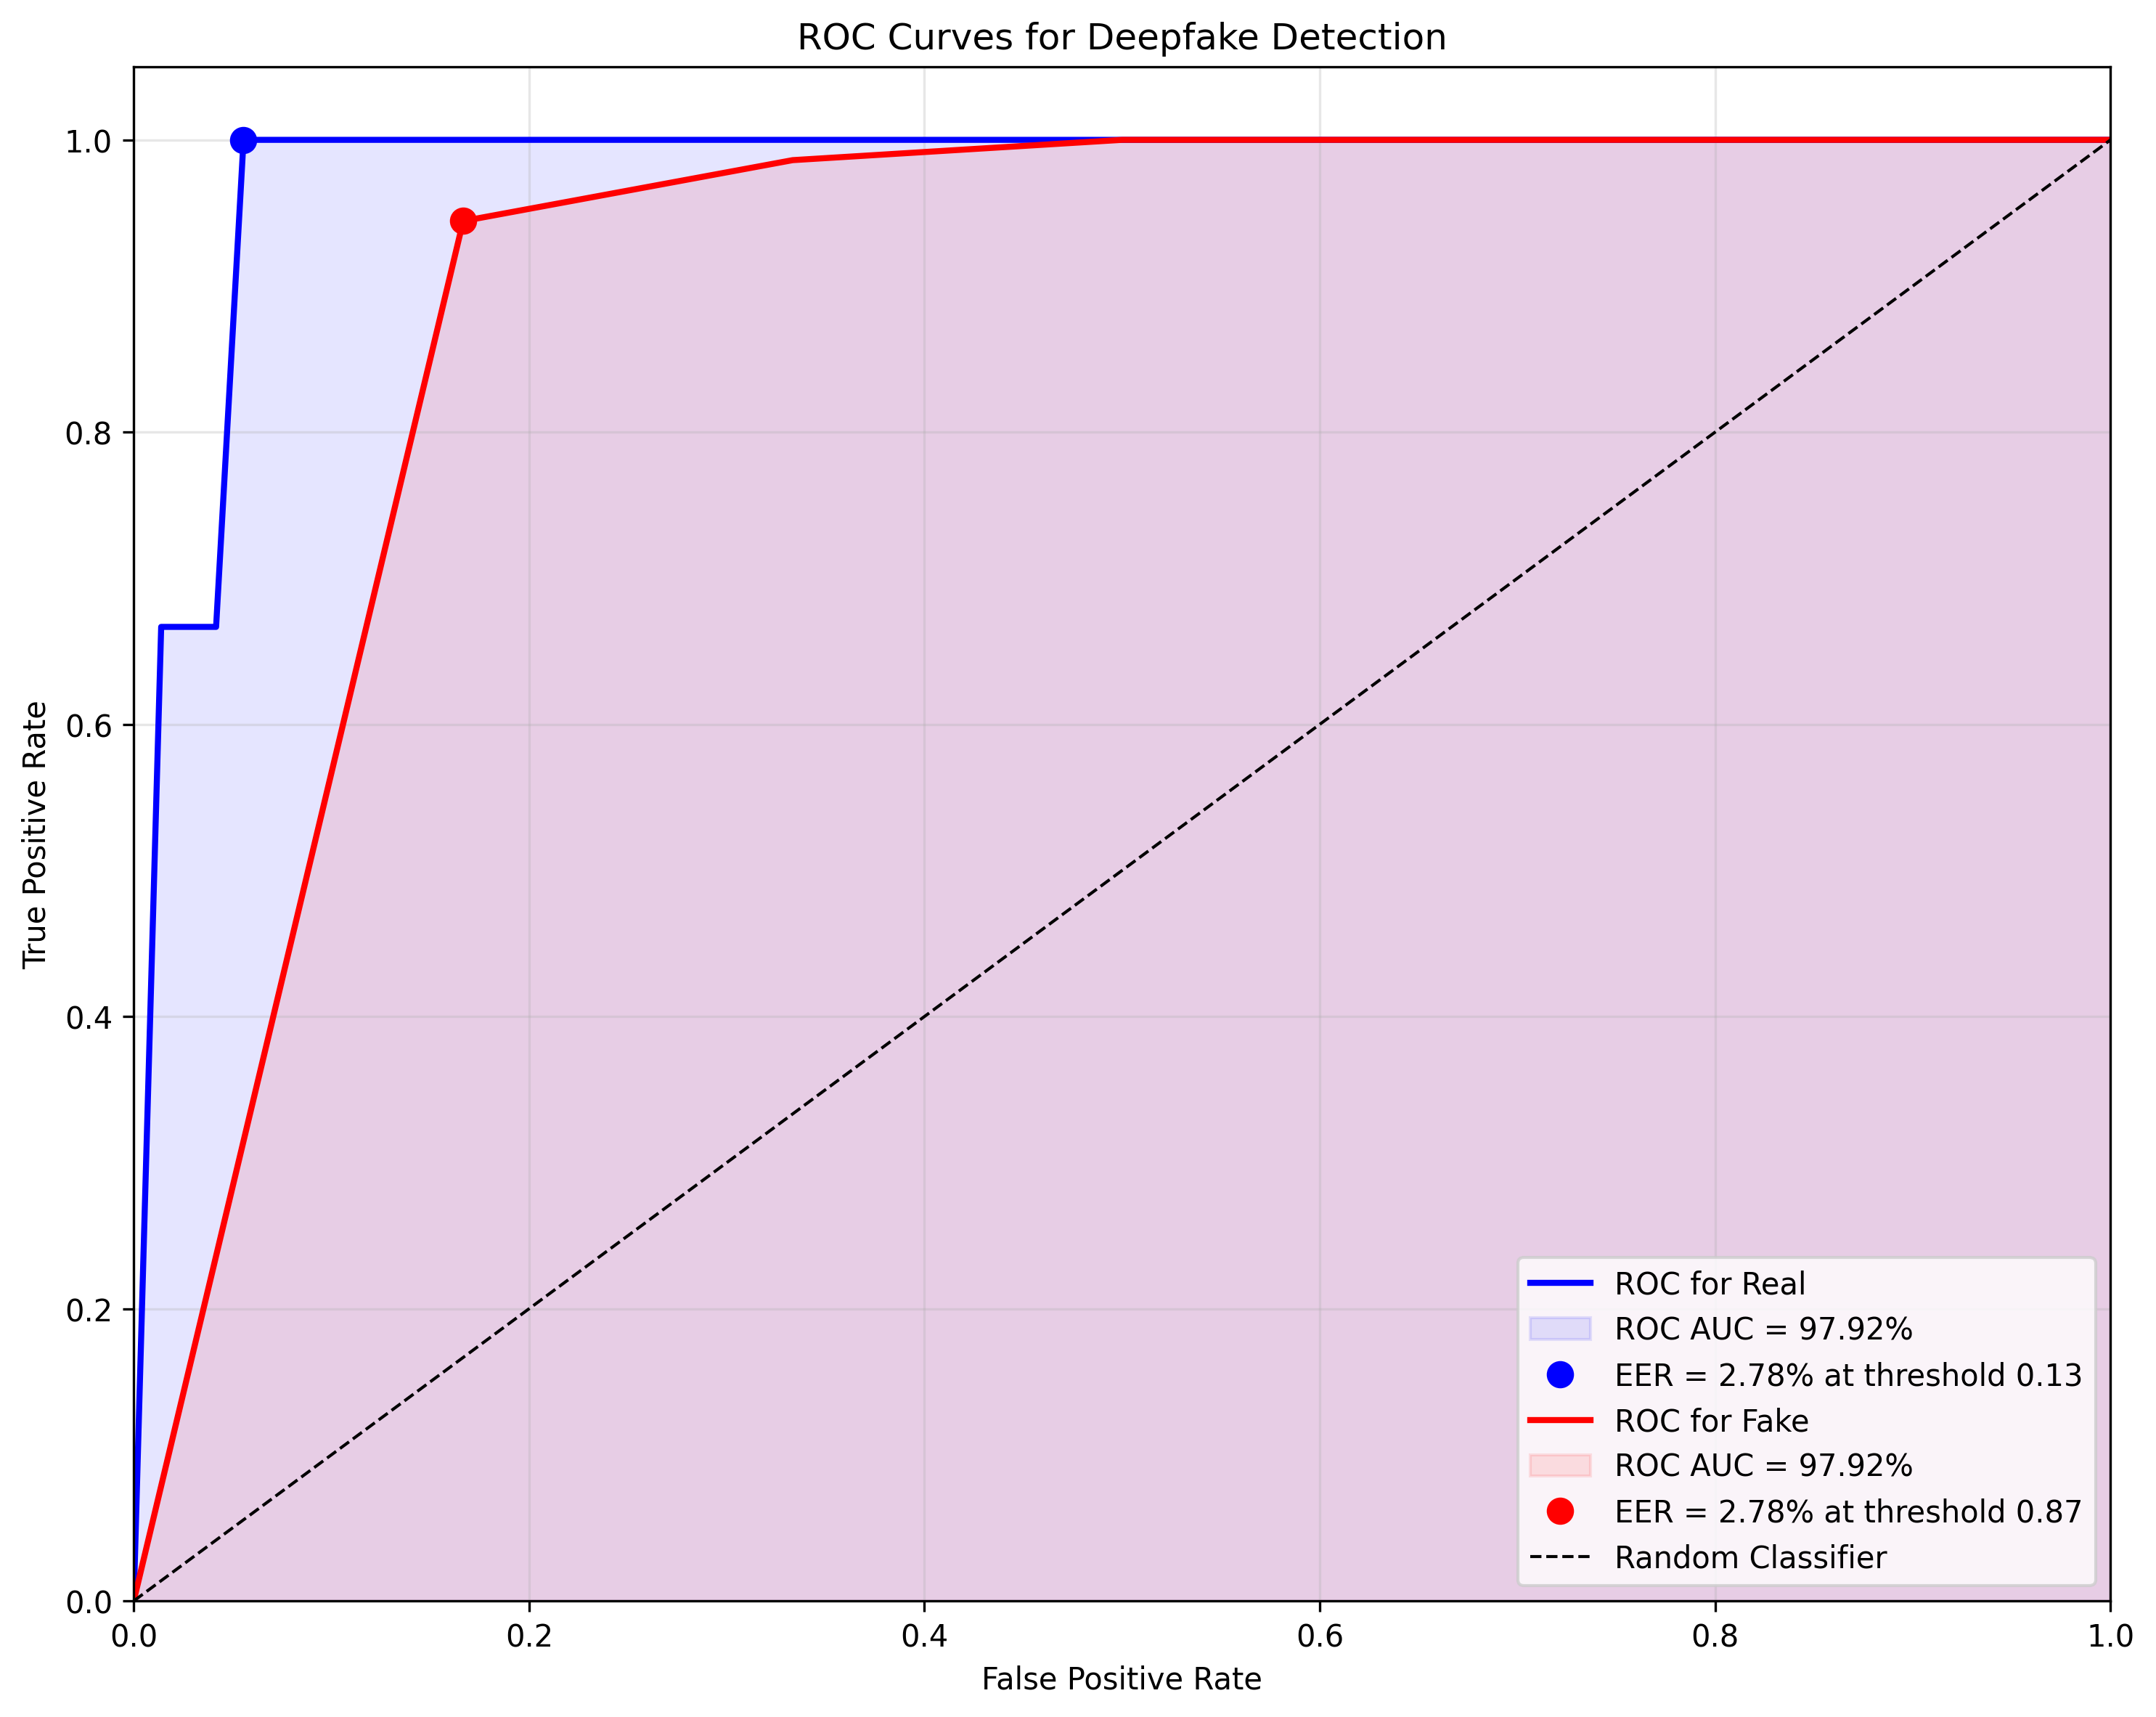 ROC Curves for Deepfake Detection
True Positive Rate
1.0
0.8
0.6
0.4
0.2
0.0
0.0 0.2 0.4 0.6 0.8 1.0
False Positive Rate
ROC for Real
ROC AUC = 97.92%
EER = 2.78% at threshold 0.13
ROC for Fake
ROC AUC = 97.92%
EER = 2.78% at threshold 0.87
Random Classifier